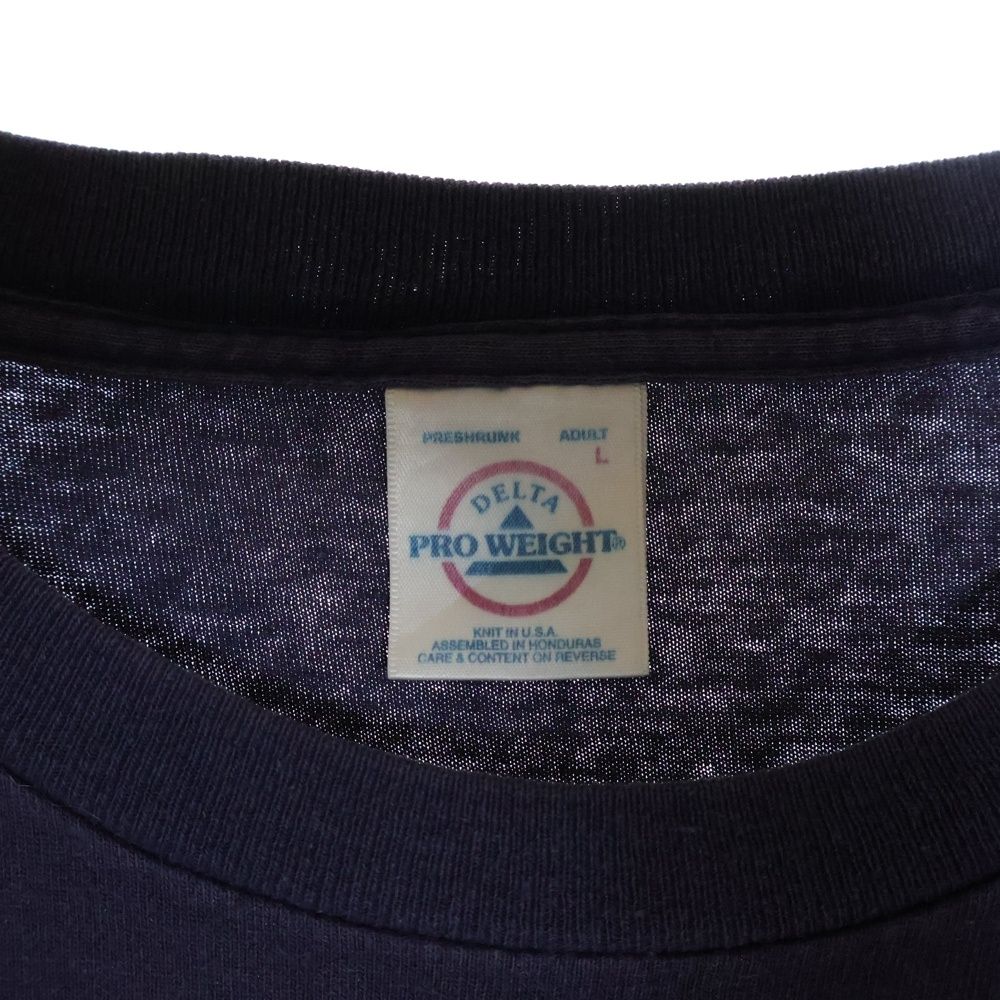 PRESHRUNK ADULT
L
DELTA
PRO WEIGHT®
KNIT IN U.S.A.
ASSEMBLED IN HONDURAS
CARE & CONTENT ON REVERSE